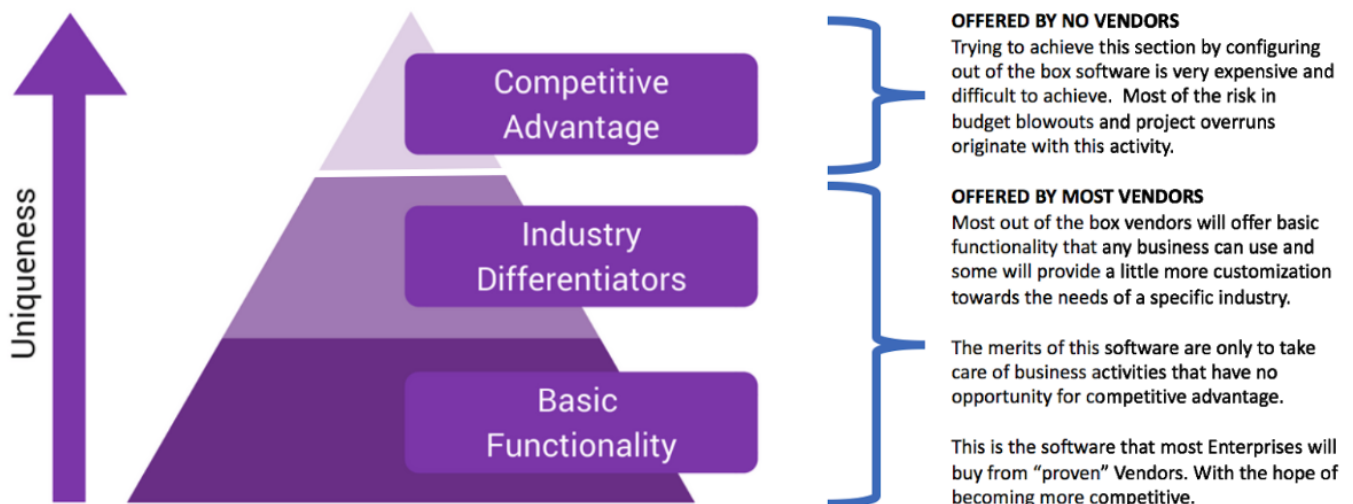 Uniqueness
Competitive
Advantage
Industry
Differentiators
Basic
Functionality
OFFERED BY NO VENDORS
Trying to achieve this section by configuring
out of the box software is very expensive and
difficult to achieve.  Most of the risk in
budget blowouts and project overruns
originate with this activity.
OFFERED BY MOST VENDORS
Most out of the box vendors will offer basic
functionality that any business can use and
some will provide a little more customization
towards the needs of a specific industry.
The merits of this software are only to take
care of business activities that have no
opportunity for competitive advantage.
This is the software that most Enterprises will
buy from “proven” Vendors. With the hope of
becoming more competitive.